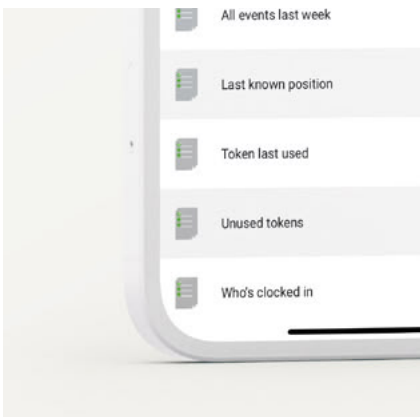 All events last week
Last known position
Token last used
Unused tokens
Who's clocked in